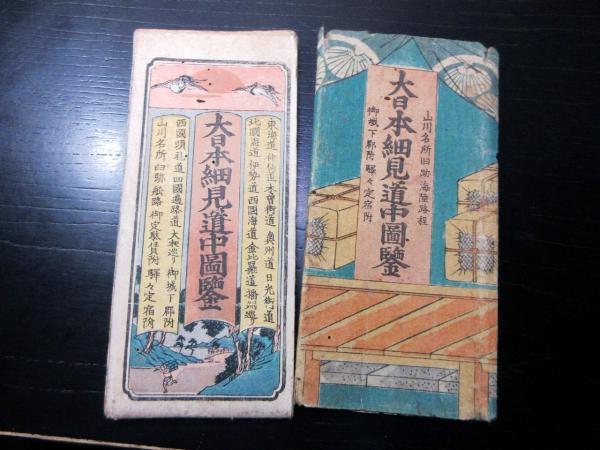 東海道 木曾街道 奥州道 日光街道
北國海道 伊勢道 西國海道 金比羅道 播州巡り
大日本細見道中圖鑒
西國順礼道 四國遍路道 大和巡り 御城下郡附
山川名所旧跡 舩路 御定駄賃附 驛々定宿附
山川名所旧跡海陸路程
大日本細見道中圖鑒
御城下郡附驛々定宿附